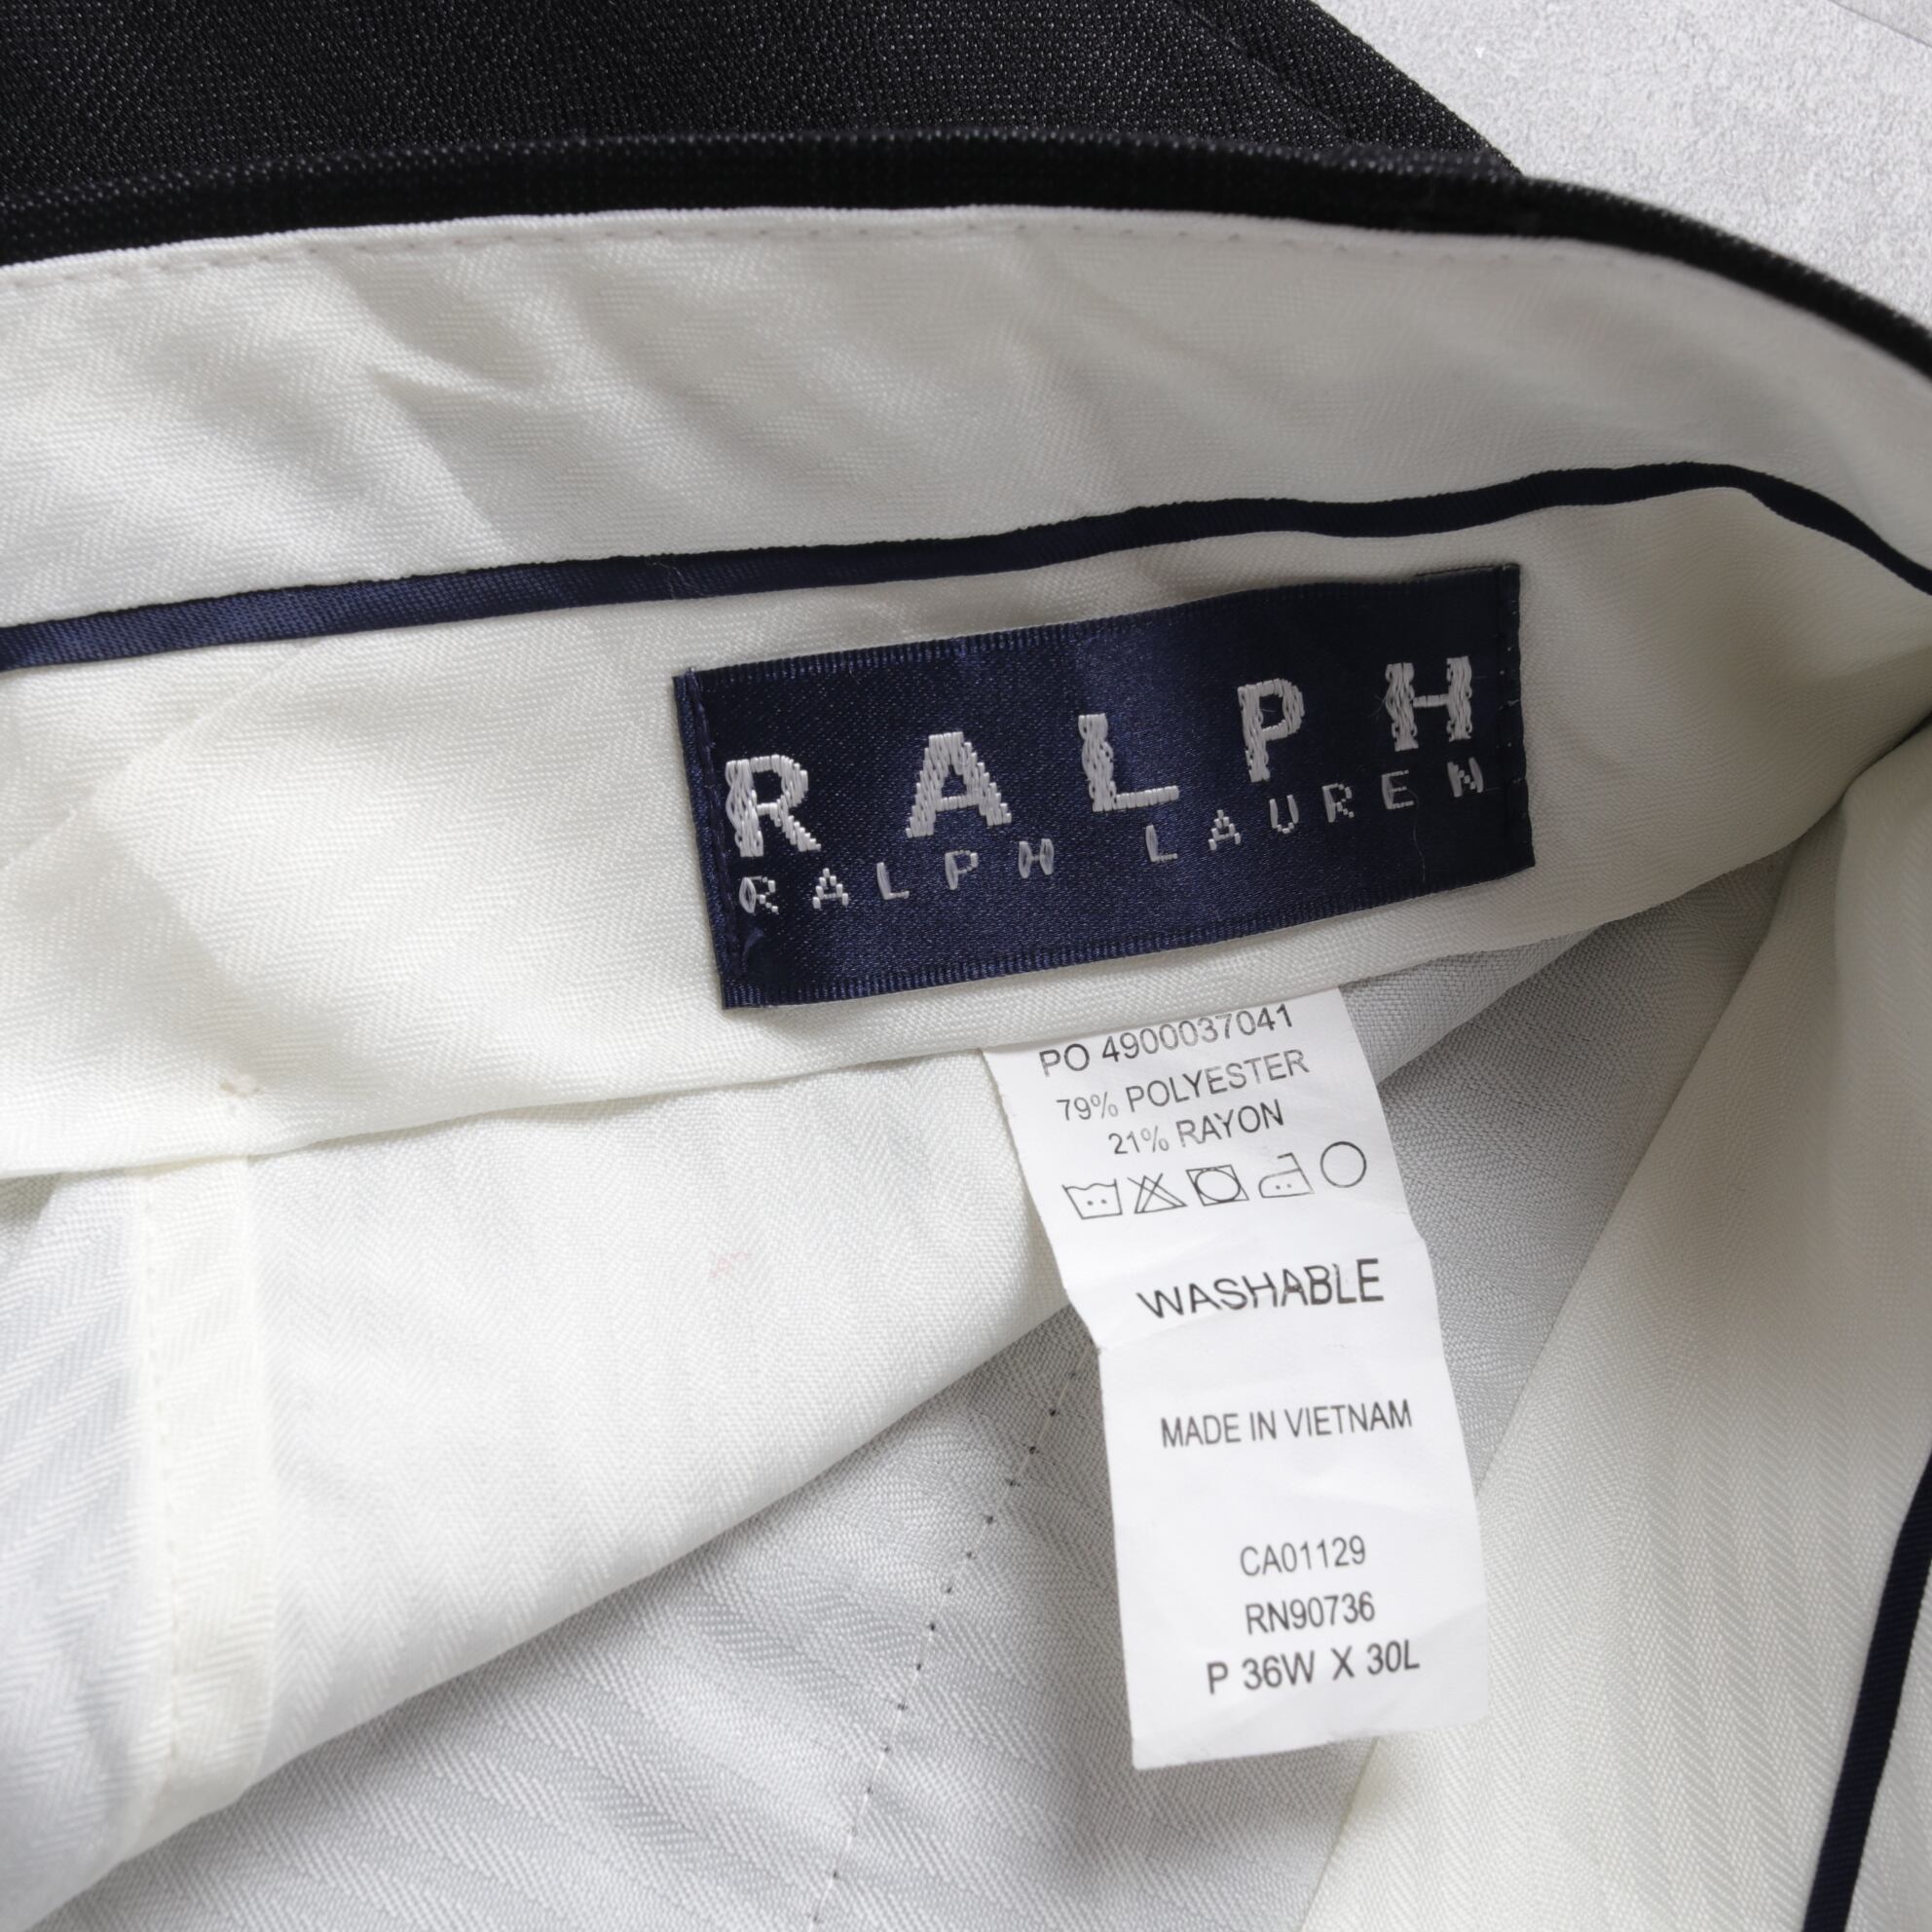 RALPH
RALPH LAUREN
PO 4900037041
79% POLYESTER
21% RAYON
WASHABLE
MADE IN VIETNAM
CA01129
RN90736
P 36W X 30L